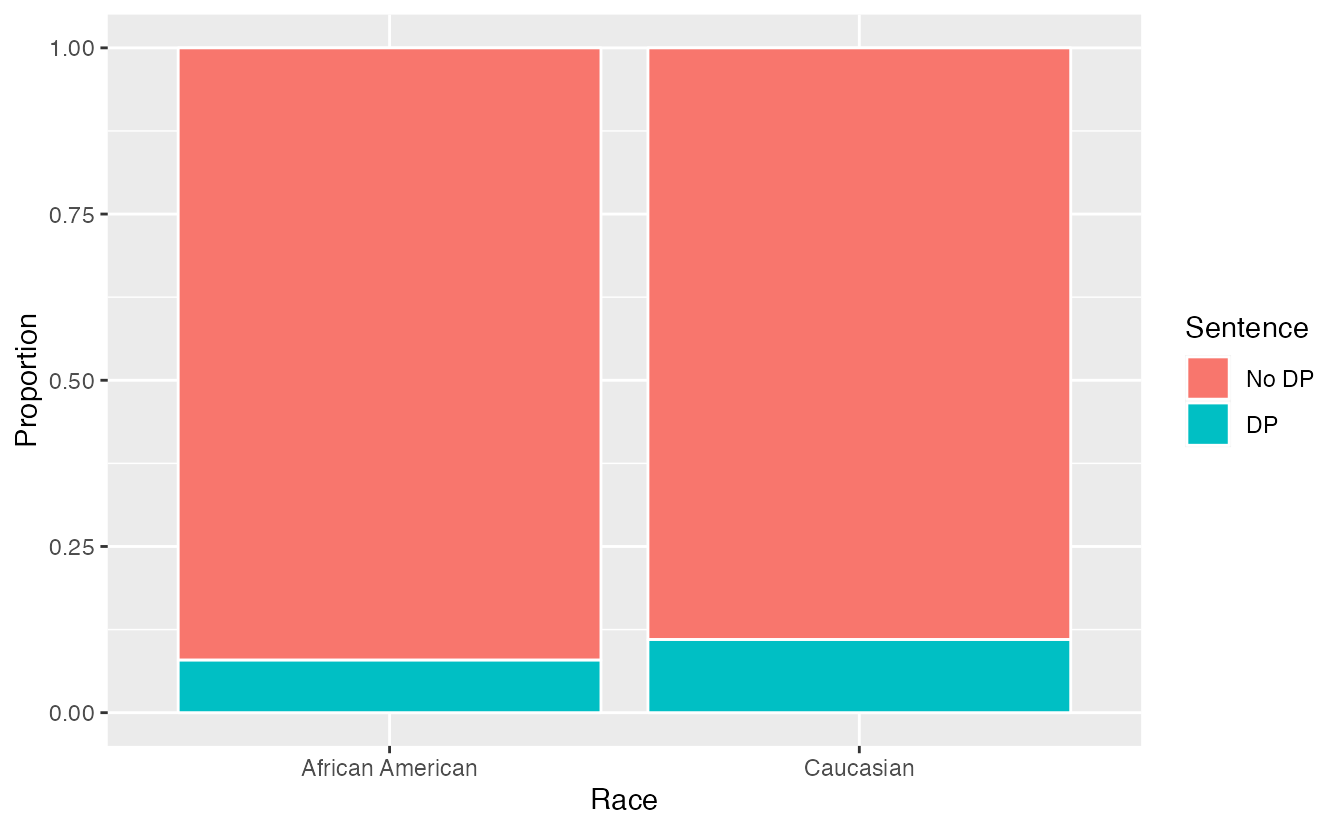 1.00
0.75
0.50
0.25
0.00
Proportion
African American
Caucasian
Race
Sentence
No DP
DP